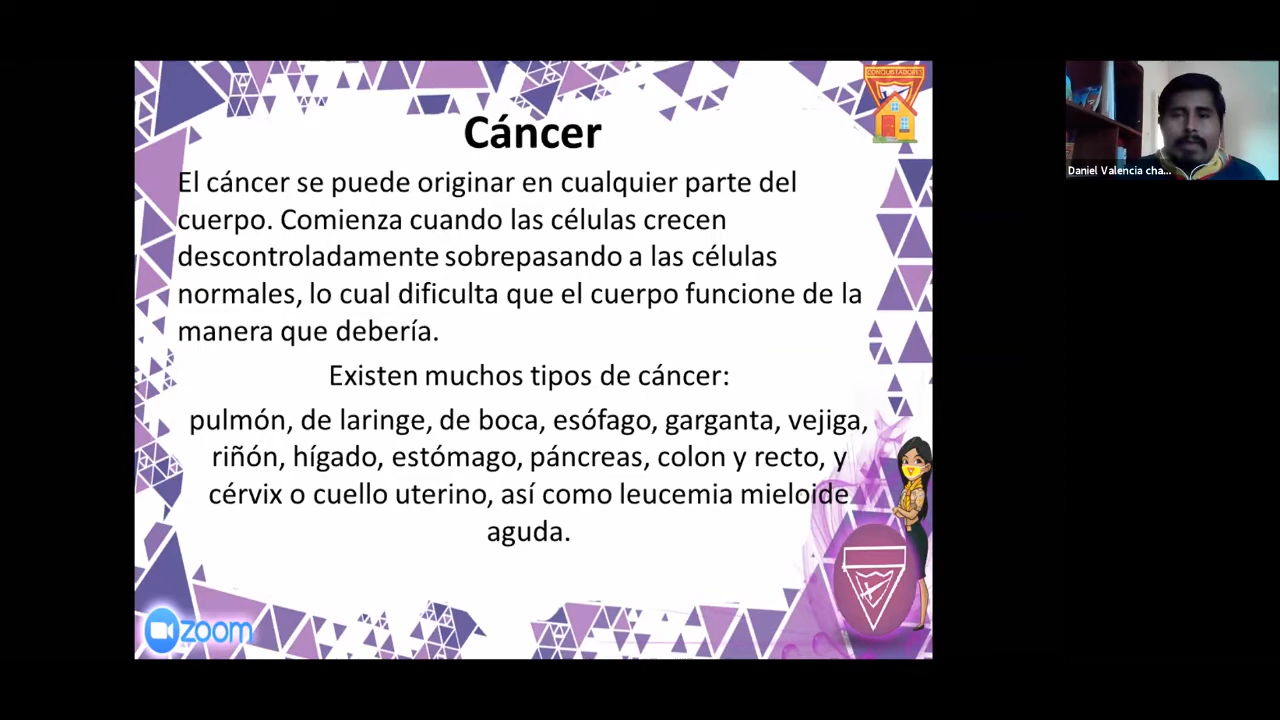 CONQUISTADORES
Cáncer
El cáncer se puede originar en cualquier parte del
cuerpo. Comienza cuando las células crecen
descontroladamente sobrepasando a las células
normales, lo cual dificulta que el cuerpo funcione de la
manera que debería.
Existen muchos tipos de cáncer:
pulmón, de laringe, de boca, esófago, garganta, vejiga,
riñón, hígado, estómago, páncreas, colon y recto, y
cérvix o cuello uterino, así como leucemia mieloide
aguda.
zoom
Daniel Valencia cha...